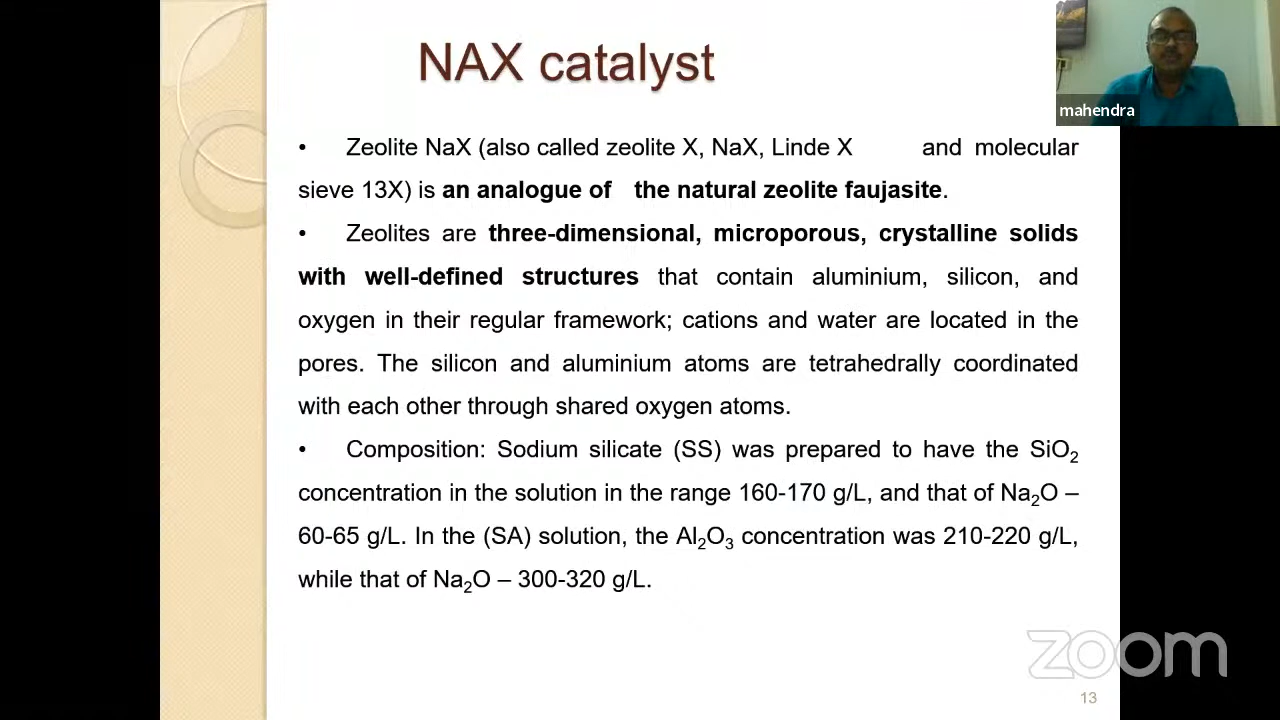 NAX catalyst
mahendra
• Zeolite NaX (also called zeolite X, NaX, Linde X and molecular
sieve 13X) is an analogue of the natural zeolite faujasite.
• Zeolites are three-dimensional, microporous, crystalline solids
with well-defined structures that contain aluminium, silicon, and
oxygen in their regular framework; cations and water are located in the
pores. The silicon and aluminium atoms are tetrahedrally coordinated
with each other through shared oxygen atoms.
• Composition: Sodium silicate (SS) was prepared to have the SiO₂
concentration in the solution in the range 160-170 g/L, and that of Na₂O –
60-65 g/L. In the (SA) solution, the Al₂O₃ concentration was 210-220 g/L,
while that of Na₂O – 300-320 g/L.
zoom
13